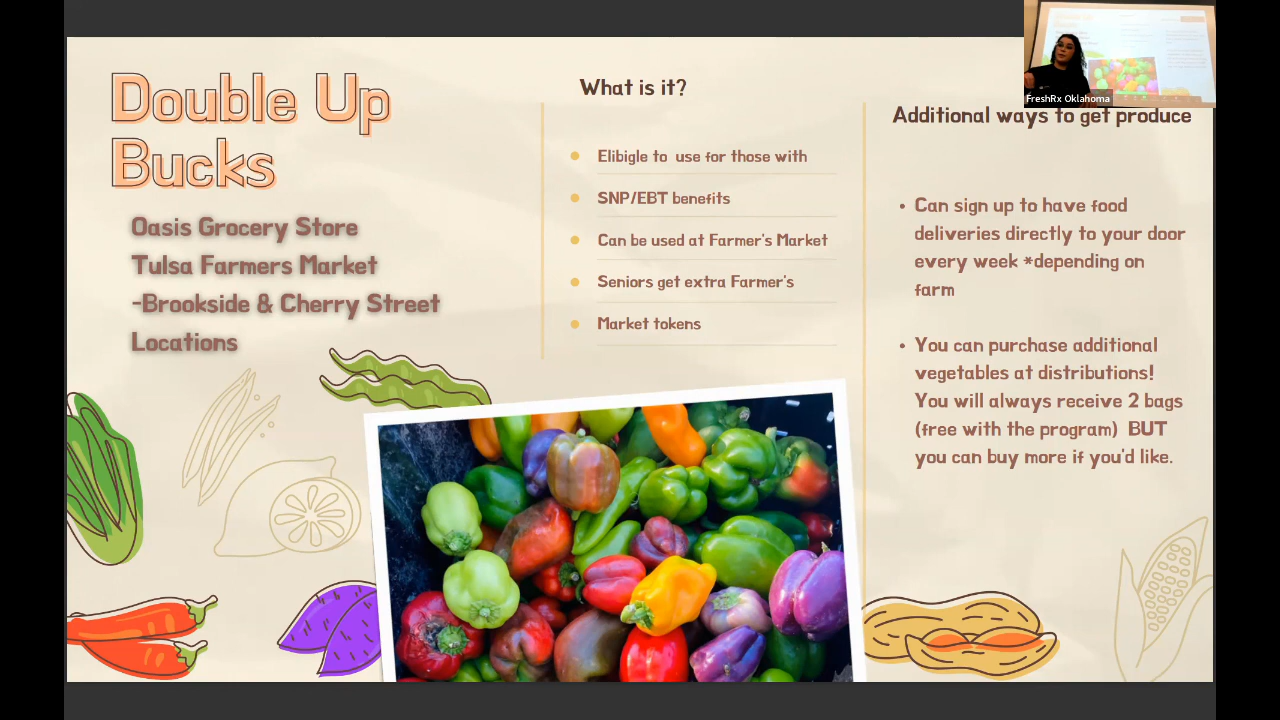 Double Up
Bucks
Oasis Grocery Store
Tulsa Farmers Market
-Brookside & Cherry Street
Locations
What is it?
Elibigle to use for those with
SNP/EBT benefits
Can be used at Farmer's Market
Seniors get extra Farmer's
Market tokens
FreshRx Oklahoma
Additional ways to get produce
• Can sign up to have food
deliveries directly to your door
every week *depending on
farm
• You can purchase additional
vegetables at distributions!
You will always receive 2 bags
(free with the program) BUT
you can buy more if you'd like.